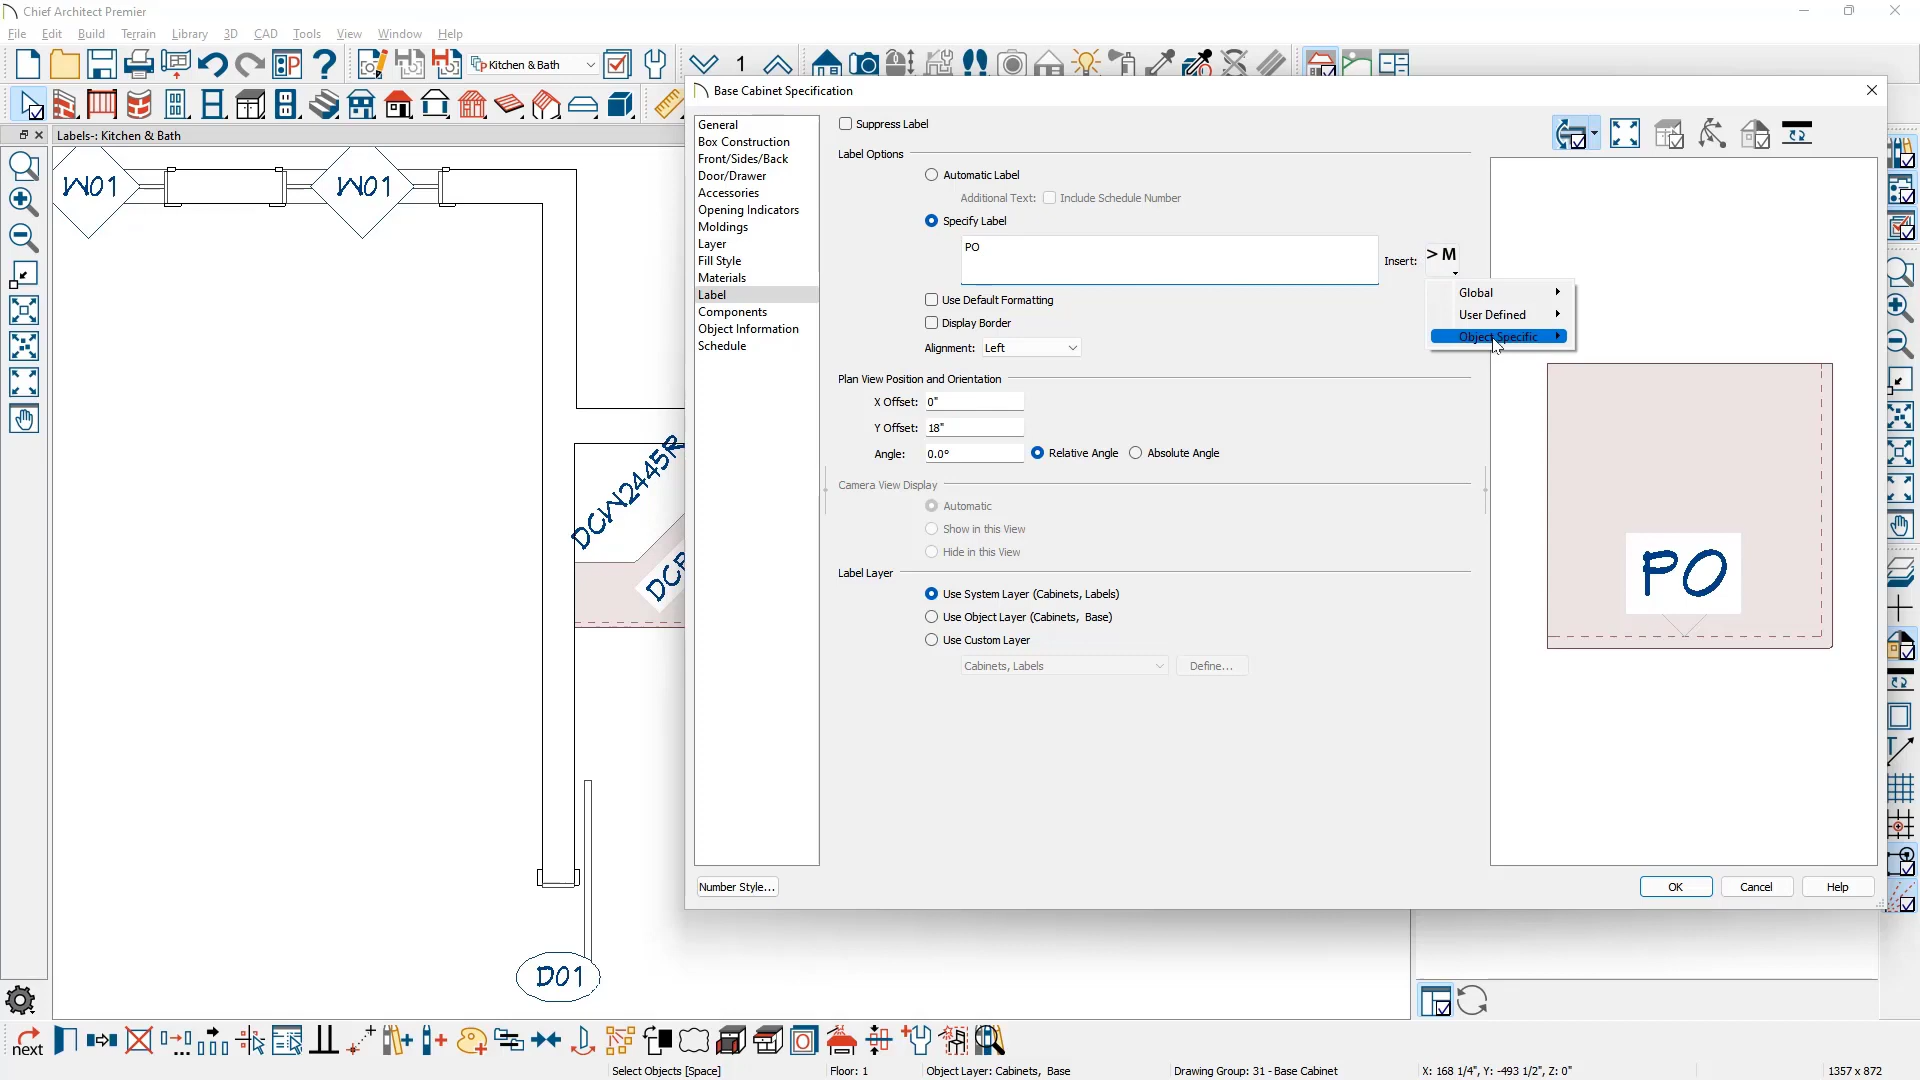 Chief Architect Premier
File Edit Build Terrain Library 3D CAD Tools View Window Help
Kitchen & Bath
1
Labels-: Kitchen & Bath
W01
W01
DCW2445R
D01
Base Cabinet Specification
General
Box Construction
Front/Sides/Back
Door/Drawer
Accessories
Opening Indicators
Moldings
Layer
Fill Style
Materials
Label
Components
Object Information
Schedule
Number Style...
Suppress Label
Label Options
Automatic Label
Additional Text: Include Schedule Number
Specify Label
PO
Insert: > M
Global
User Defined
Object Specific
Use Default Formatting
Display Border
Alignment: Left
Plan View Position and Orientation
X Offset: 0"
Y Offset: 18"
Angle: 0.0° Relative Angle Absolute Angle
Camera View Display
Automatic
Show in this View
Hide in this View
Label Layer
Use System Layer (Cabinets, Labels)
Use Object Layer (Cabinets, Base)
Use Custom Layer
Cabinets, Labels Define...
PO
OK Cancel Help
next
Select Objects [Space] Floor: 1 Object Layer: Cabinets, Base Drawing Group: 31 - Base Cabinet X: 168 1/4", Y: -493 1/2", Z: 0" 1357 x 872